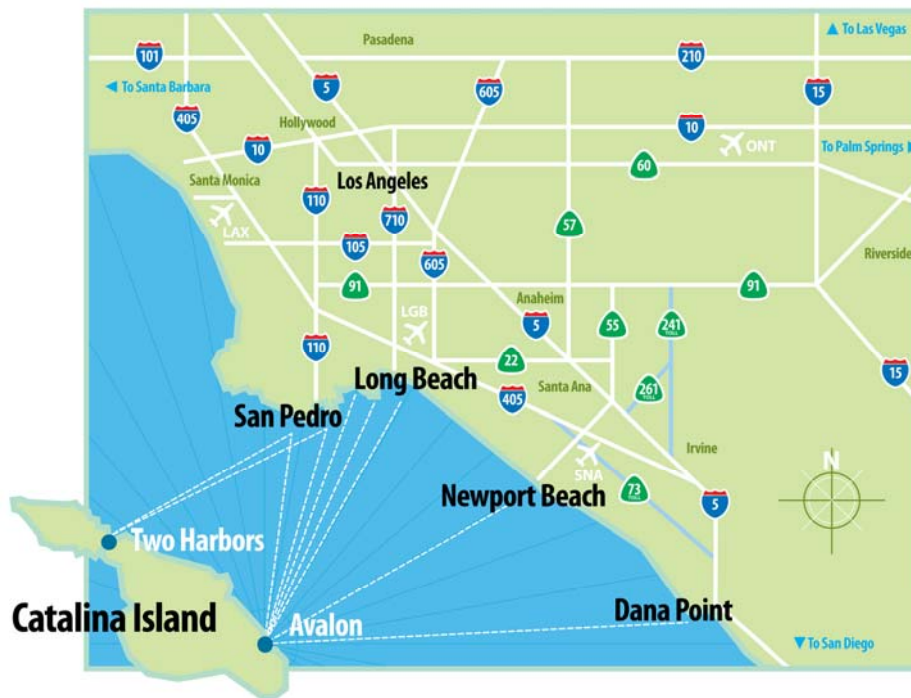 Pasadena
To Las Vegas
101
210
To Santa Barbara
5
605
15
405
Hollywood
10
10
ONT
To Palm Springs
60
Santa Monica
Los Angeles
110
710
57
LAX
105
605
Riverside
91
91
Anaheim
LGB
5
55
241
TOLL
110
22
15
Long Beach
Santa Ana
405
261
TOLL
San Pedro
Irvine
N
SNA
Newport Beach
73
TOLL
5
Two Harbors
Catalina Island
Avalon
Dana Point
To San Diego